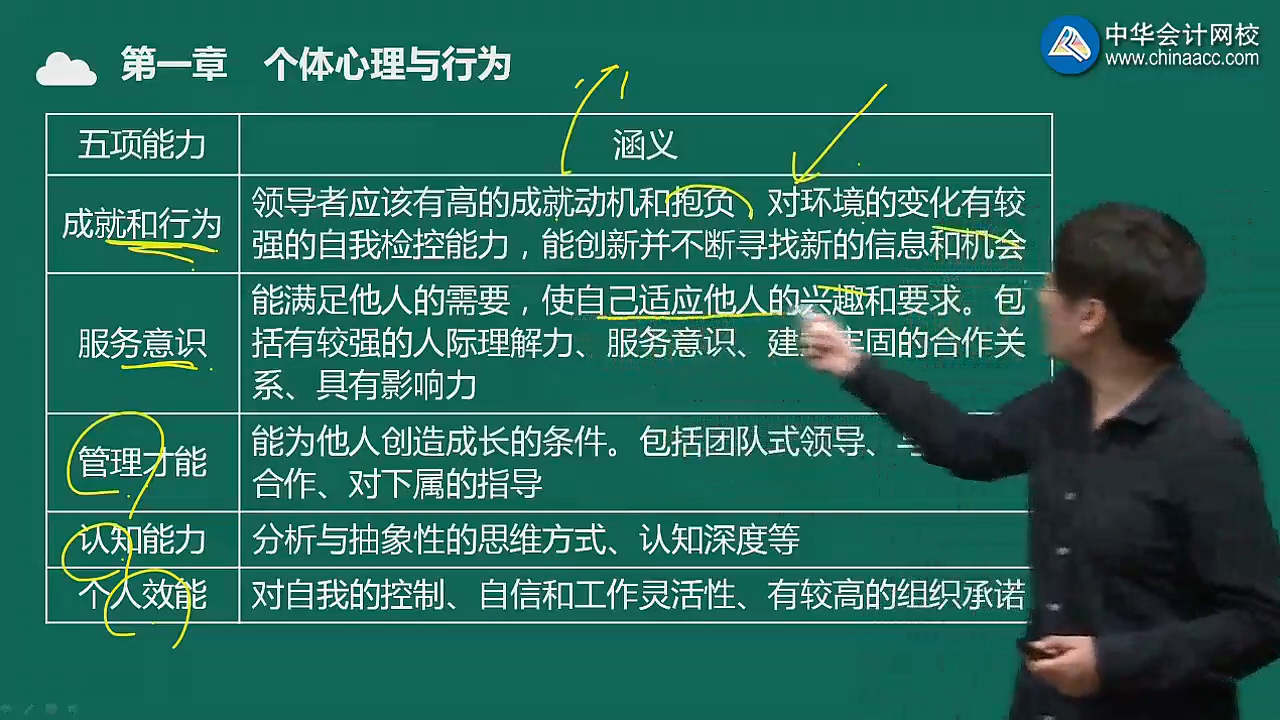 中华会计网校
www.chinaacc.com
第一章 个体心理与行为
五项能力
涵义
成就和行为
领导者应该有高的成就动机和抱负、对环境的变化有较
强的自我检控能力，能创新并不断寻找新的信息和机会
服务意识
能满足他人的需要，使自己适应他人的兴趣和要求。包
括有较强的人际理解力、服务意识、建 牢固的合作关
系、具有影响力
管理才能
能为他人创造成长的条件。包括团队式领导、
合作、对下属的指导
认知能力
分析与抽象性的思维方式、认知深度等
个人效能
对自我的控制、自信和工作灵活性、有较高的组织承诺